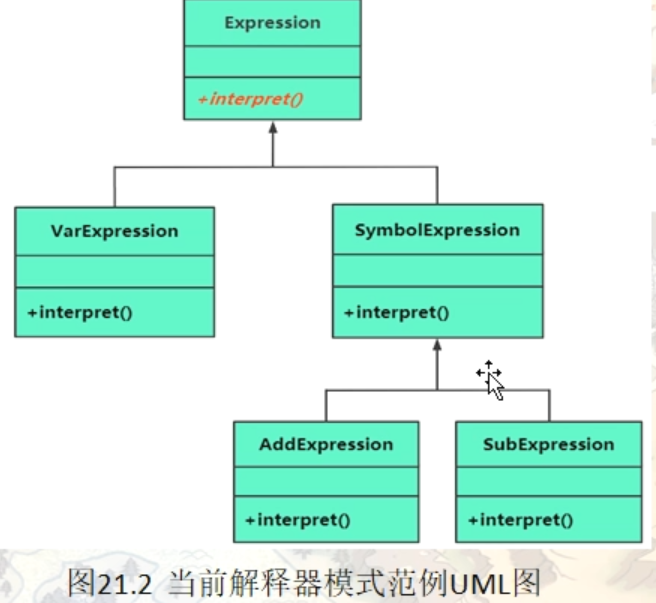 Expression
+interpret()
VarExpression
+interpret()
SymbolExpression
+interpret()
AddExpression
+interpret()
SubExpression
+interpret()
图21.2 当前解释器模式范例UML图